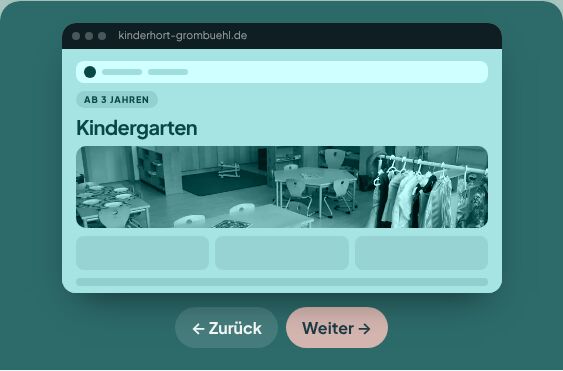 kinderhort-grombuehl.de
AB 3 JAHREN
Kindergarten
← Zurück
Weiter →